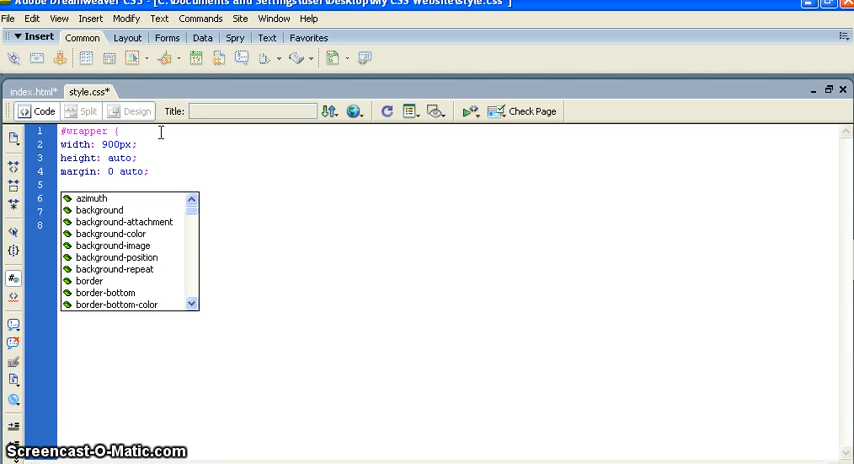 Adobe Dreamweaver CS3 - [C:\Documents and Settings\user\Desktop\My CSS Website\style.css*]
File Edit View Insert Modify Text Commands Site Window Help
Insert Common Layout Forms Data Spry Text Favorites
index.html* style.css*
Code Split Design Title: Check Page
1 #wrapper {
2 width: 900px;
3 height: auto;
4 margin: 0 auto;
5
6 azimuth
background
7 background-attachment
8 background-color
background-image
background-position
background-repeat
border
border-bottom
border-bottom-color
Screencast-O-Matic.com